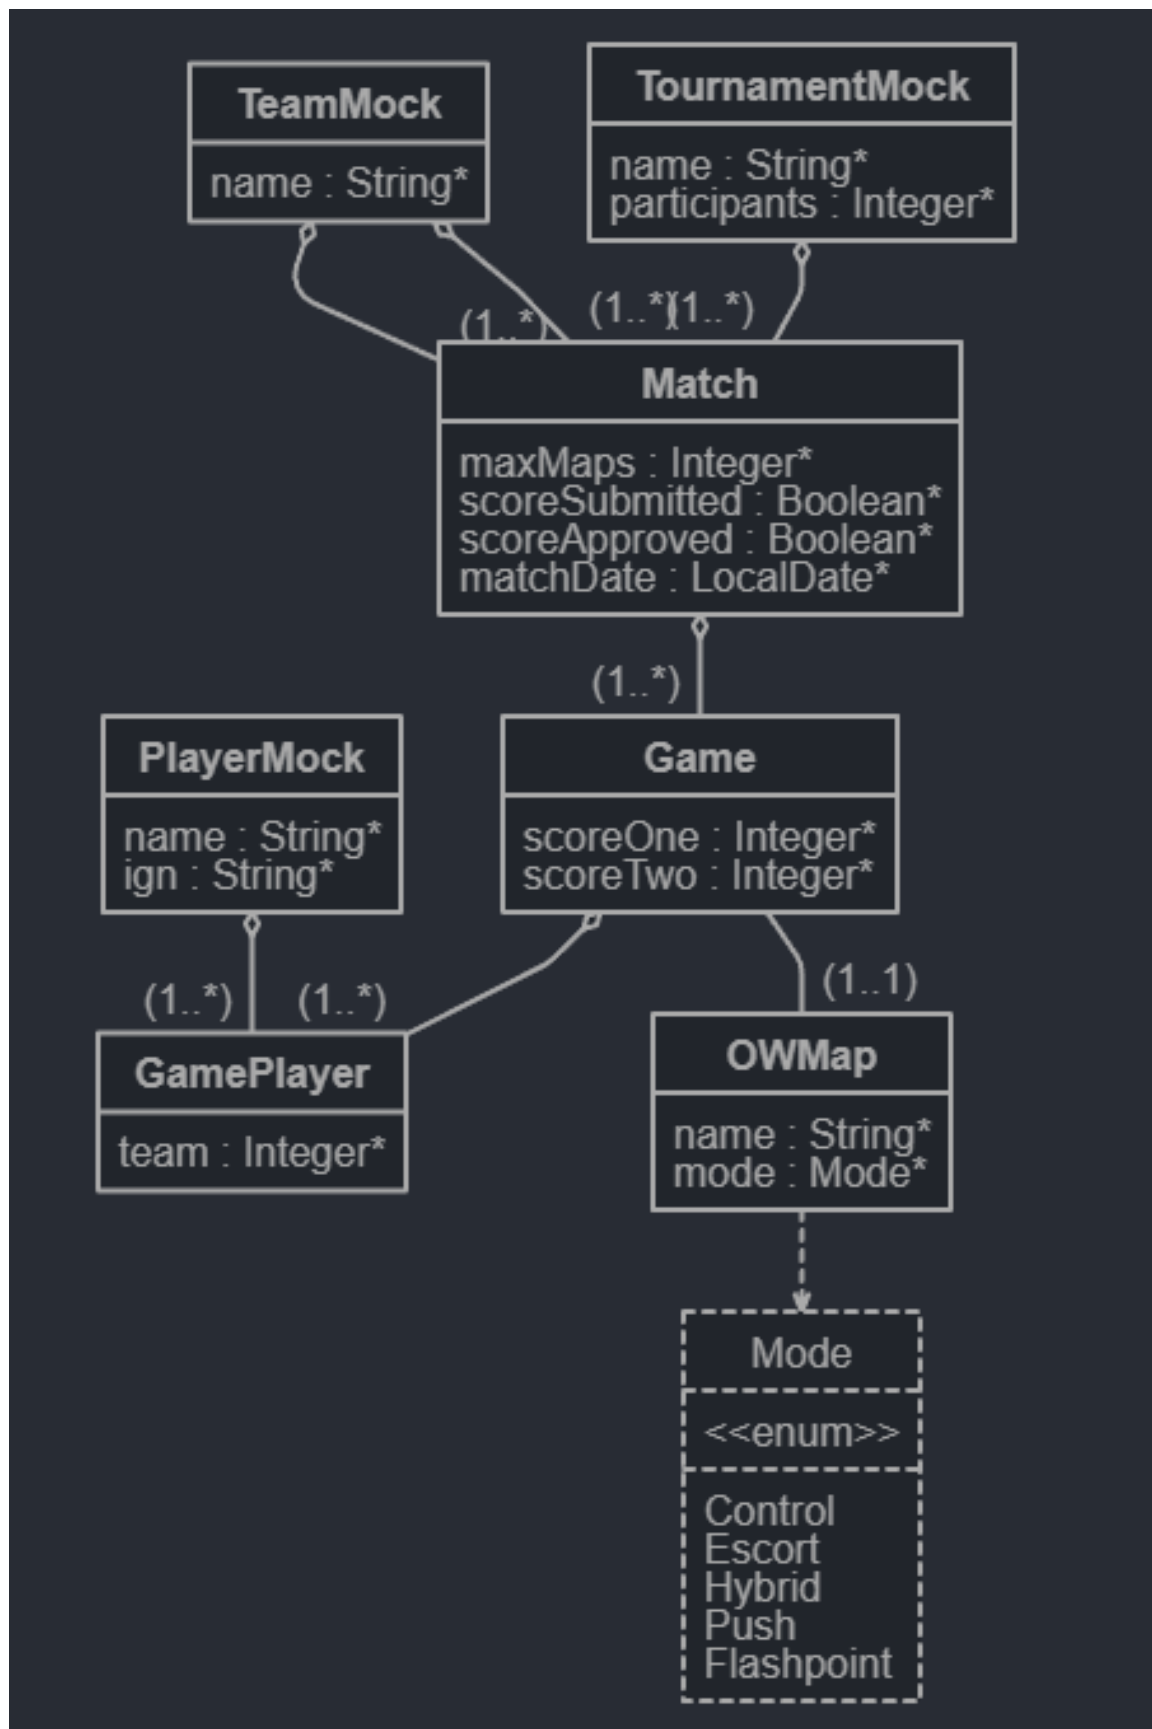 TeamMock
name : String*
TournamentMock
name : String*
participants : Integer*
(1..*)
(1..*)
(1..*)
Match
maxMaps : Integer*
scoreSubmitted : Boolean*
scoreApproved : Boolean*
matchDate : LocalDate*
(1..*)
PlayerMock
name : String*
ign : String*
Game
scoreOne : Integer*
scoreTwo : Integer*
(1..*)
(1..*)
(1..1)
GamePlayer
team : Integer*
OWMap
name : String*
mode : Mode*
Mode
<<enum>>
Control
Escort
Hybrid
Push
Flashpoint